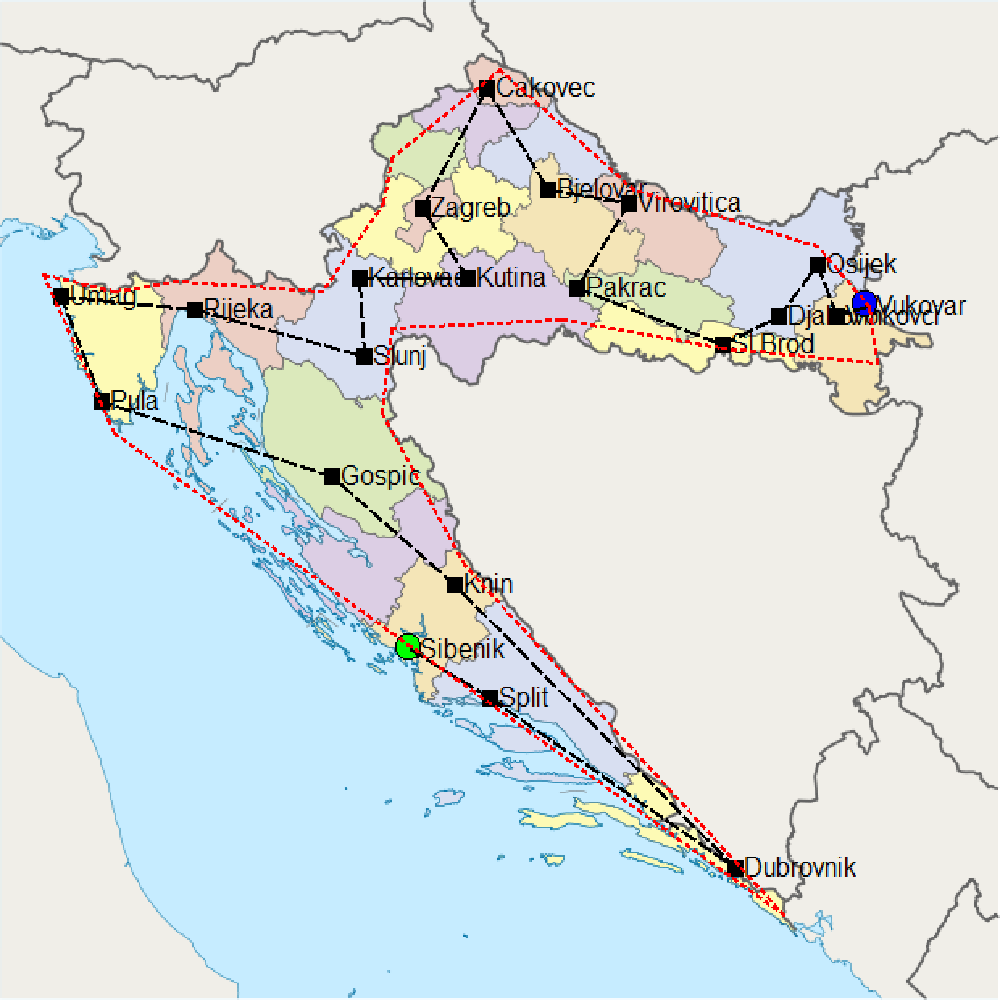 Cakovec
Bjelovar
Virovitica
Zagreb
Osijek
Karlovac
Kutina
Pakrac
Umag
Rijeka
Vukovar
Djakovo
Vinkovci
Sl.Brod
Slunj
Pula
Gospic
Knin
Sibenik
Split
Dubrovnik